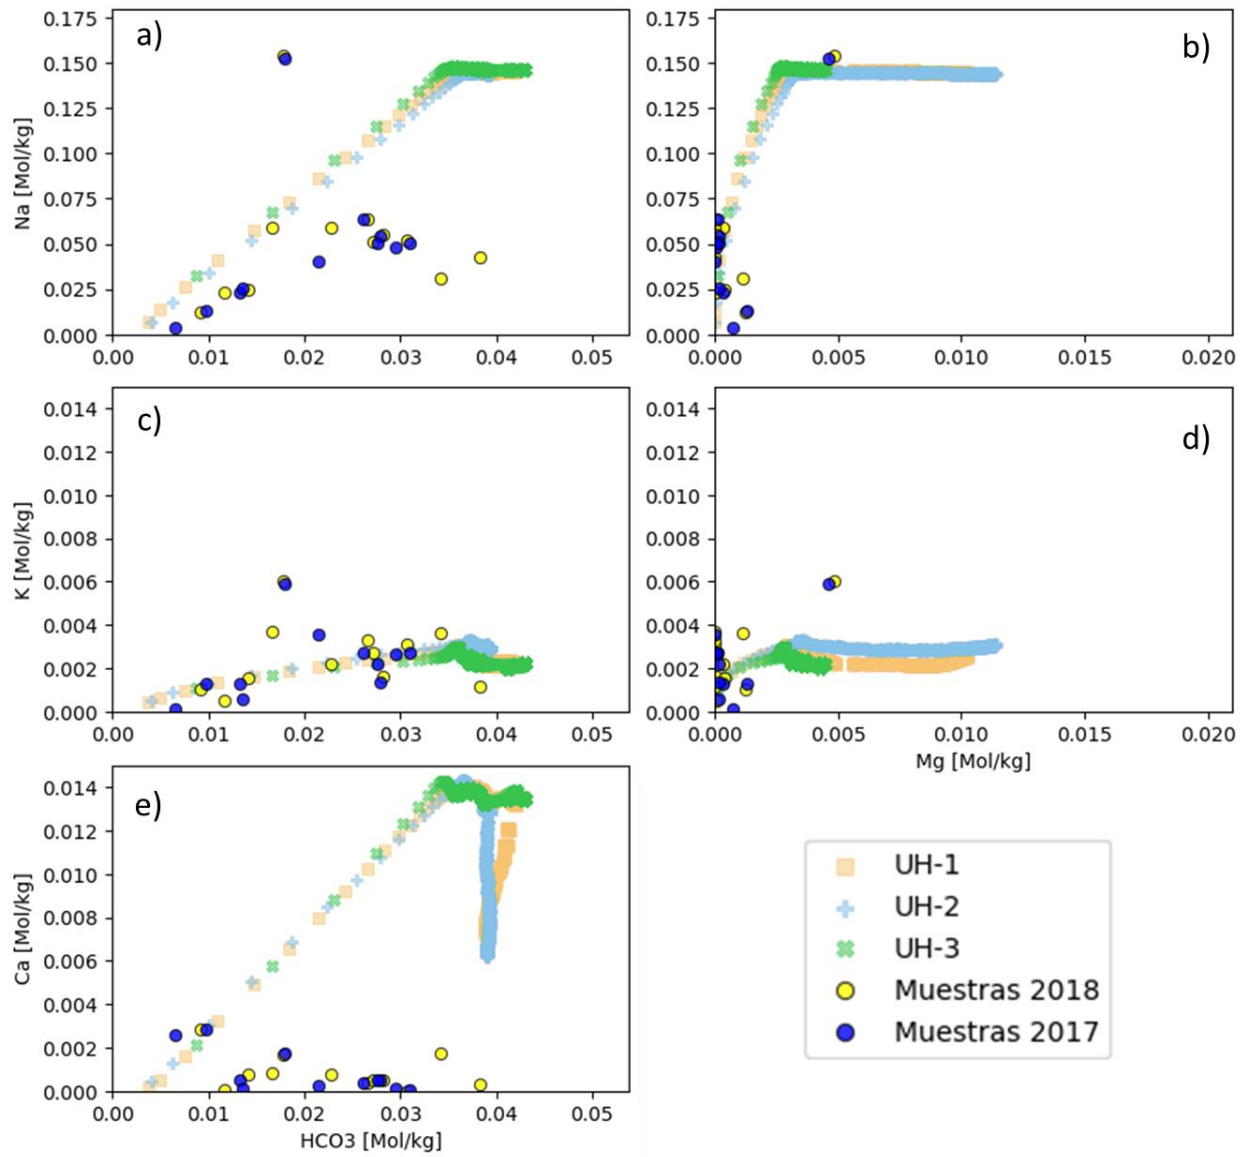 a)
Na [Mol/kg]
0.175
0.150
0.125
0.100
0.075
0.050
0.025
0.000
0.00 0.01 0.02 0.03 0.04 0.05
b)
0.175
0.150
0.125
0.100
0.075
0.050
0.025
0.000
0.000 0.005 0.010 0.015 0.020
c)
K [Mol/kg]
0.014
0.012
0.010
0.008
0.006
0.004
0.002
0.000
0.00 0.01 0.02 0.03 0.04 0.05
d)
0.014
0.012
0.010
0.008
0.006
0.004
0.002
0.000
0.000 0.005 0.010 0.015 0.020
Mg [Mol/kg]
e)
Ca [Mol/kg]
0.014
0.012
0.010
0.008
0.006
0.004
0.002
0.000
0.00 0.01 0.02 0.03 0.04 0.05
HCO3 [Mol/kg]
UH-1
UH-2
UH-3
Muestras 2018
Muestras 2017